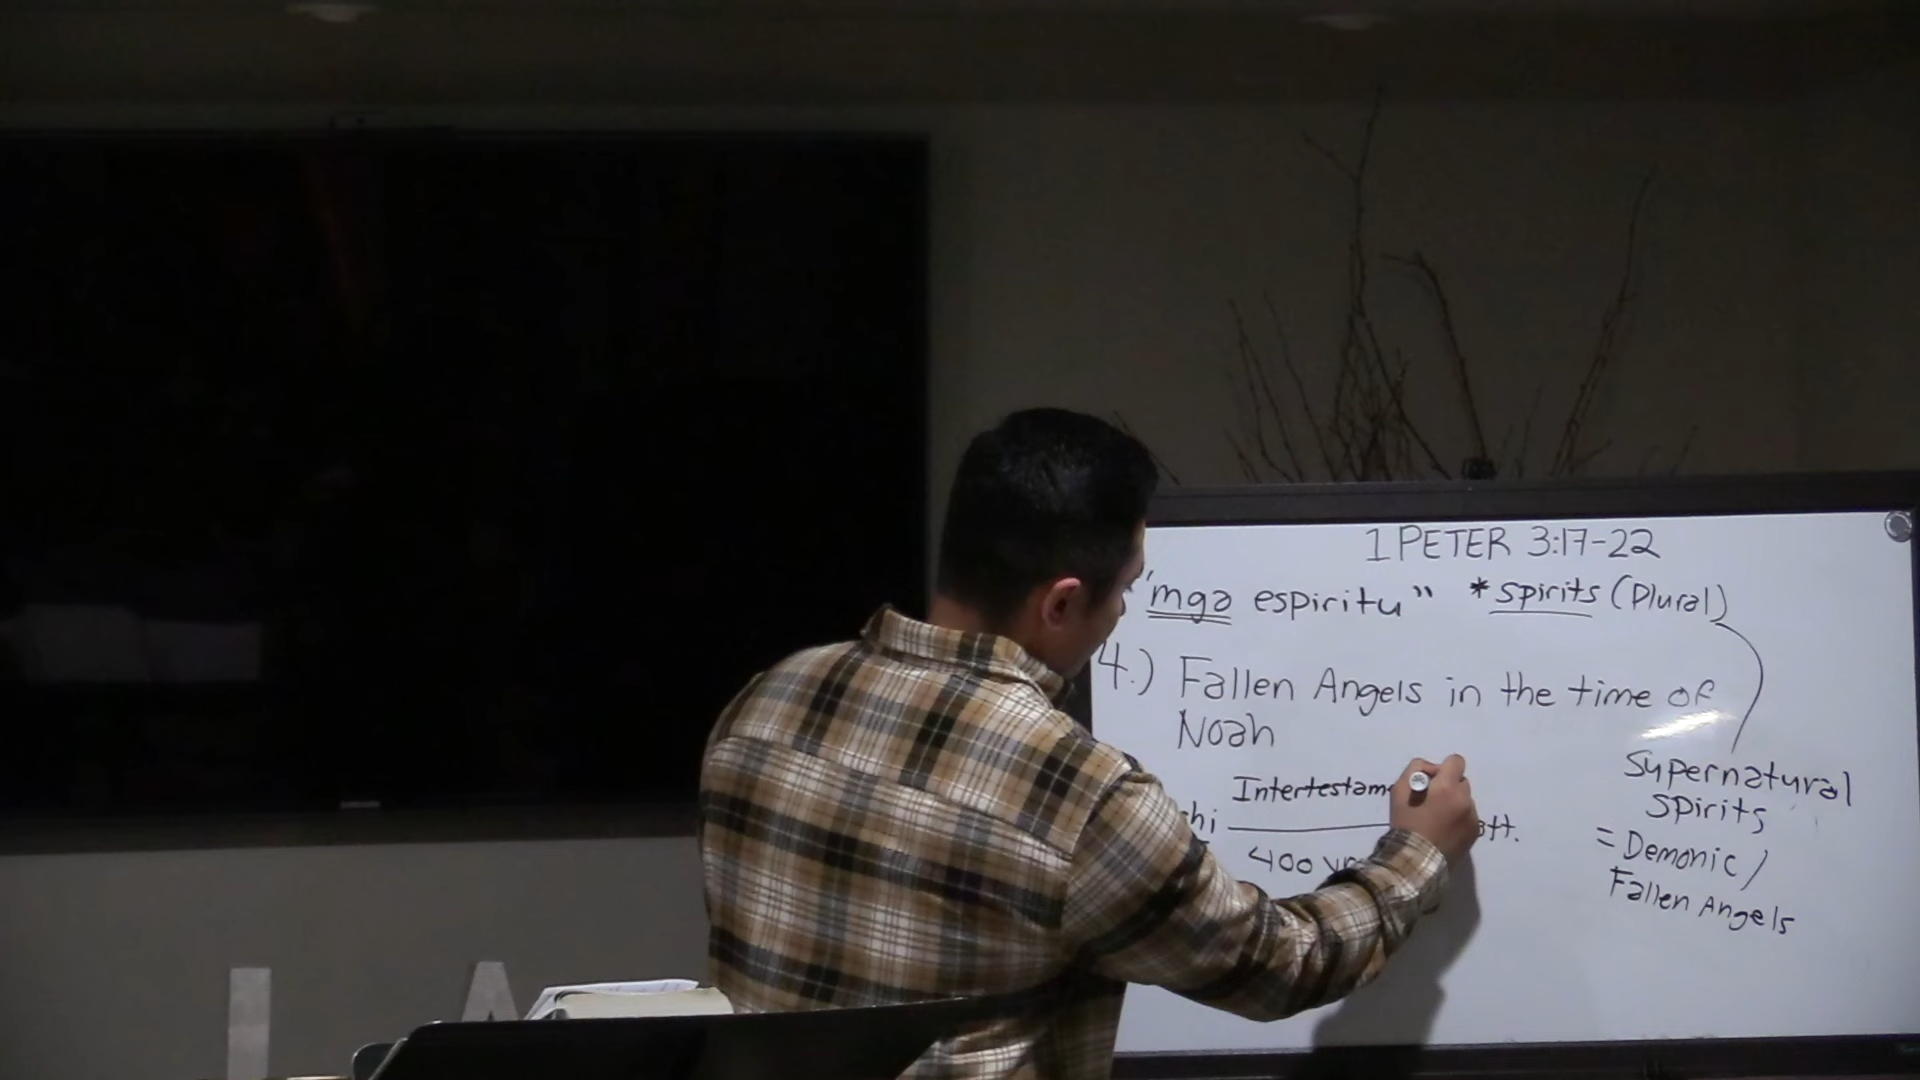 1 PETER 3:17-22
"mga espiritu" *spirits (Plural)
4.) Fallen Angels in the time of
Noah
400
Supernatural
spirits
= Demonic /
Fallen Angels